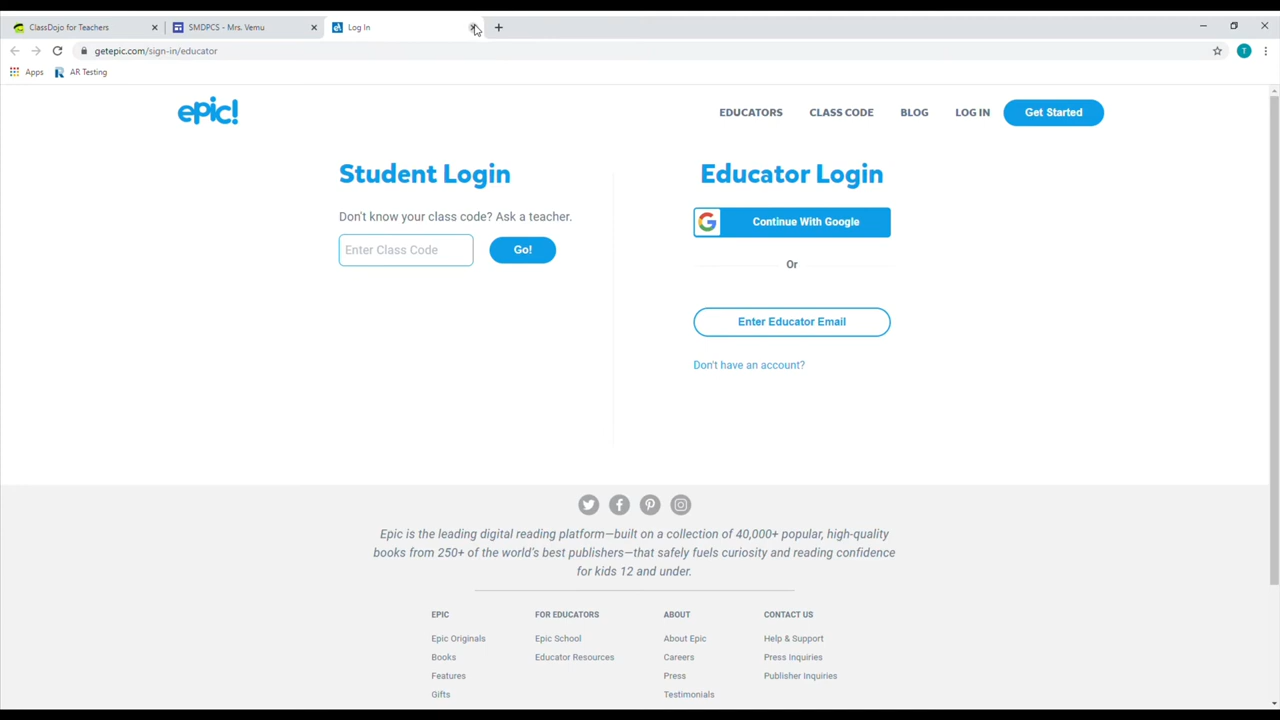 ClassDojo for Teachers SMDPCS - Mrs. Vemu Log In
getepic.com/sign-in/educator T
Apps AR Testing
epic! EDUCATORS CLASS CODE BLOG LOG IN Get Started
Student Login
Don't know your class code? Ask a teacher.
Enter Class Code Go!
Educator Login
G Continue With Google
Or
Enter Educator Email
Don't have an account?
Epic is the leading digital reading platform—built on a collection of 40,000+ popular, high-quality
books from 250+ of the world's best publishers—that safely fuels curiosity and reading confidence
for kids 12 and under.
EPIC FOR EDUCATORS ABOUT CONTACT US
Epic Originals Epic School About Epic Help & Support
Books Educator Resources Careers Press Inquiries
Features Press Publisher Inquiries
Gifts Testimonials